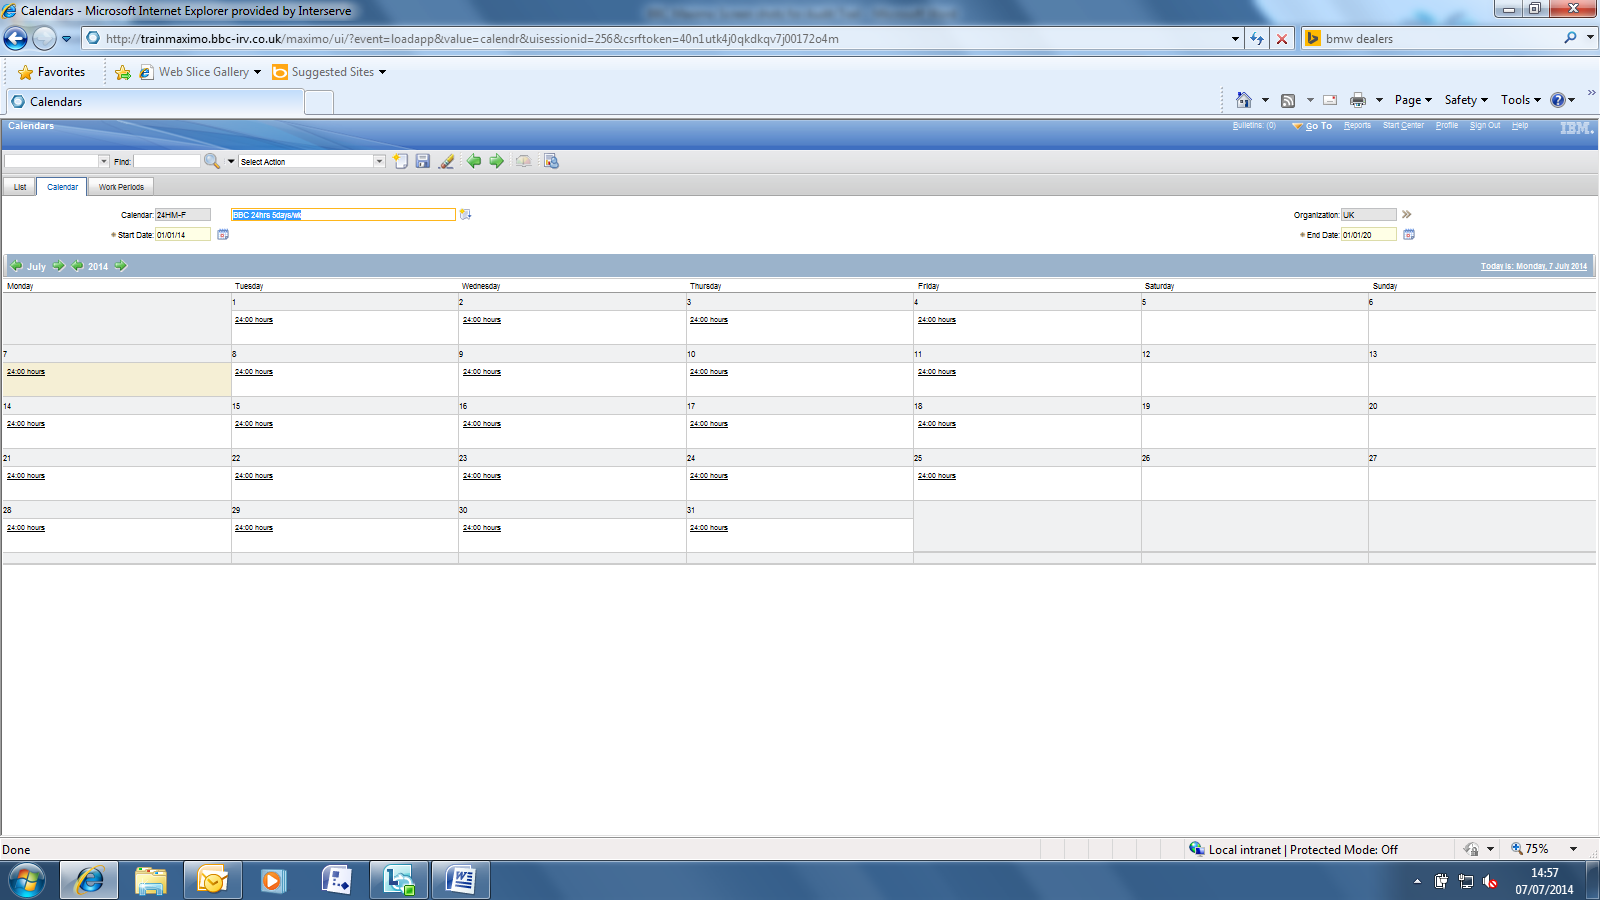 Calendars - Microsoft Internet Explorer provided by Interserve
http://trainmaximo.bbc-irv.co.uk/maximo/ui/?event=loadapp&value=calendr&uisessionid=256&csrftoken=40n1utk4j0qkdkqv7j00172o4m
bmw dealers
Favorites Web Slice Gallery Suggested Sites
Calendars
Page Safety Tools
Calendars
Bulletins: (0) Go To Reports Start Center Profile Sign Out Help IBM.
Find: Select Action
List Calendar Work Periods
Calendar: 24HM-F BBC 24hrs 5days/wk Organization: UK
Start Date: 01/01/14 End Date: 01/01/20
July 2014 Today is: Monday, 7 July 2014
Monday Tuesday Wednesday Thursday Friday Saturday Sunday
1 2 3 4 5 6
24:00 hours 24:00 hours 24:00 hours 24:00 hours
7 8 9 10 11 12 13
24:00 hours 24:00 hours 24:00 hours 24:00 hours 24:00 hours
14 15 16 17 18 19 20
24:00 hours 24:00 hours 24:00 hours 24:00 hours 24:00 hours
21 22 23 24 25 26 27
24:00 hours 24:00 hours 24:00 hours 24:00 hours 24:00 hours
28 29 30 31
24:00 hours 24:00 hours 24:00 hours 24:00 hours
Done Local intranet | Protected Mode: Off 75%
14:57
07/07/2014